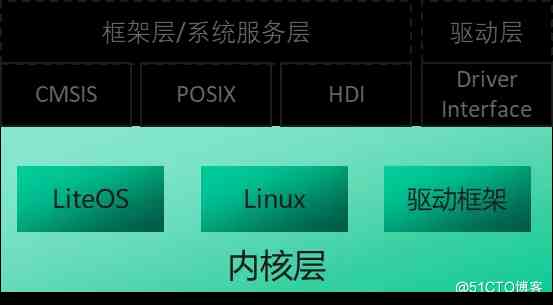 框架层/系统服务层
驱动层
CMSIS
POSIX
HDI
Driver
Interface
LiteOS
Linux
驱动框架
内核层
@51CTO博客